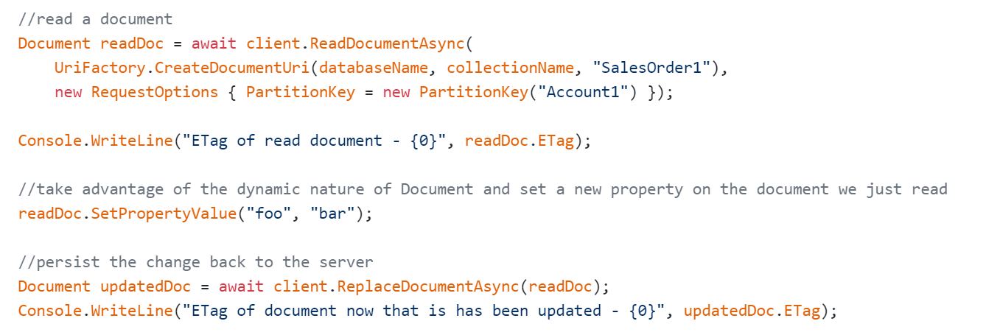 //read a document
Document readDoc = await client.ReadDocumentAsync(
    UriFactory.CreateDocumentUri(databaseName, collectionName, "SalesOrder1"),
    new RequestOptions { PartitionKey = new PartitionKey("Account1") });

Console.WriteLine("ETag of read document - {0}", readDoc.ETag);

//take advantage of the dynamic nature of Document and set a new property on the document we just read
readDoc.SetPropertyValue("foo", "bar");

//persist the change back to the server
Document updatedDoc = await client.ReplaceDocumentAsync(readDoc);
Console.WriteLine("ETag of document now that is has been updated - {0}", updatedDoc.ETag);